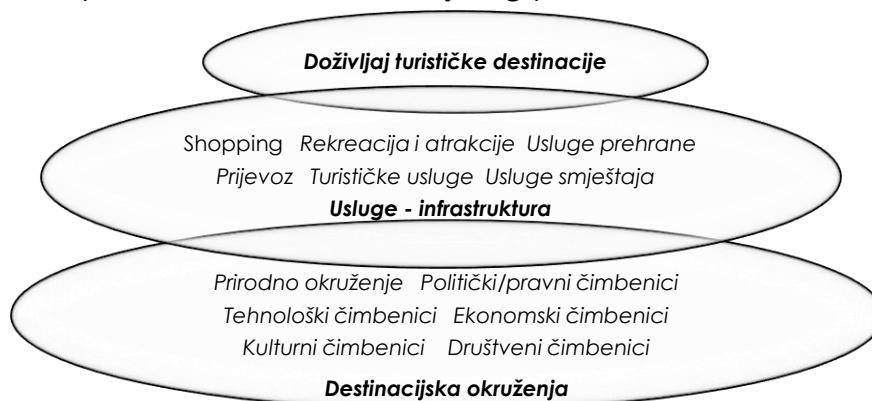 Doživljaj turističke destinacije
Shopping Rekreacija i atrakcije Usluge prehrane
Prijevoz Turističke usluge Usluge smještaja
Usluge - infrastruktura
Prirodno okruženje Politički/pravni čimbenici
Tehnološki čimbenici Ekonomski čimbenici
Kulturni čimbenici Društveni čimbenici
Destinacijska okruženja